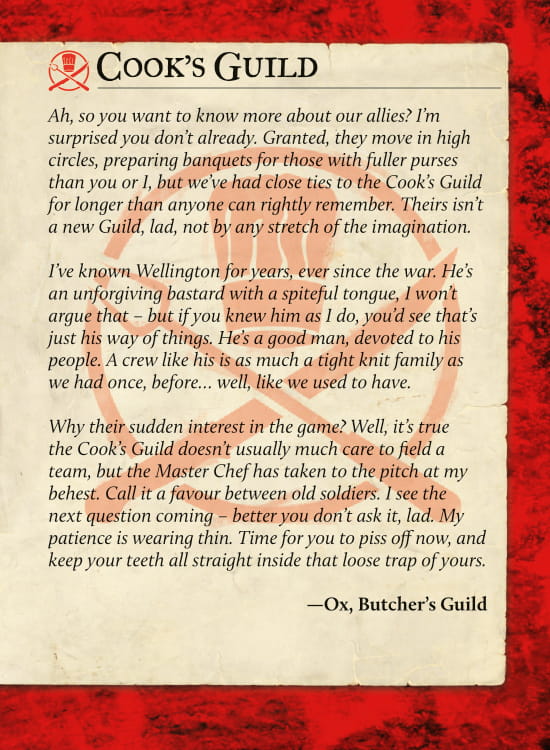 Cook's Guild
Ah, so you want to know more about our allies? I'm
surprised you don't already. Granted, they move in high
circles, preparing banquets for those with fuller purses
than you or I, but we've had close ties to the Cook's Guild
for longer than anyone can rightly remember. Theirs isn't
a new Guild, lad, not by any stretch of the imagination.
I've known Wellington for years, ever since the war. He's
an unforgiving bastard with a spiteful tongue, I won't
argue that – but if you knew him as I do, you'd see that's
just his way of things. He's a good man, devoted to his
people. A crew like his is as much a tight knit family as
we had once, before... well, like we used to have.
Why their sudden interest in the game? Well, it's true
the Cook's Guild doesn't usually much care to field a
team, but the Master Chef has taken to the pitch at my
behest. Call it a favour between old soldiers. I see the
next question coming – better you don't ask it, lad. My
patience is wearing thin. Time for you to piss off now, and
keep your teeth all straight inside that loose trap of yours.
—Ox, Butcher's Guild